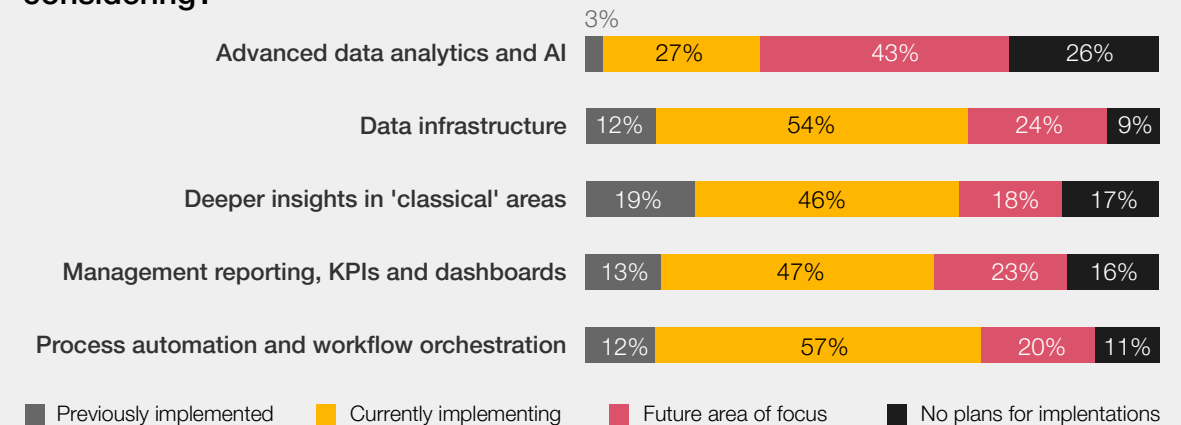 considering?
3%
Advanced data analytics and AI 27% 43% 26%
Data infrastructure 12% 54% 24% 9%
Deeper insights in 'classical' areas 19% 46% 18% 17%
Management reporting, KPIs and dashboards 13% 47% 23% 16%
Process automation and workflow orchestration 12% 57% 20% 11%
Previously implemented Currently implementing Future area of focus No plans for implentations